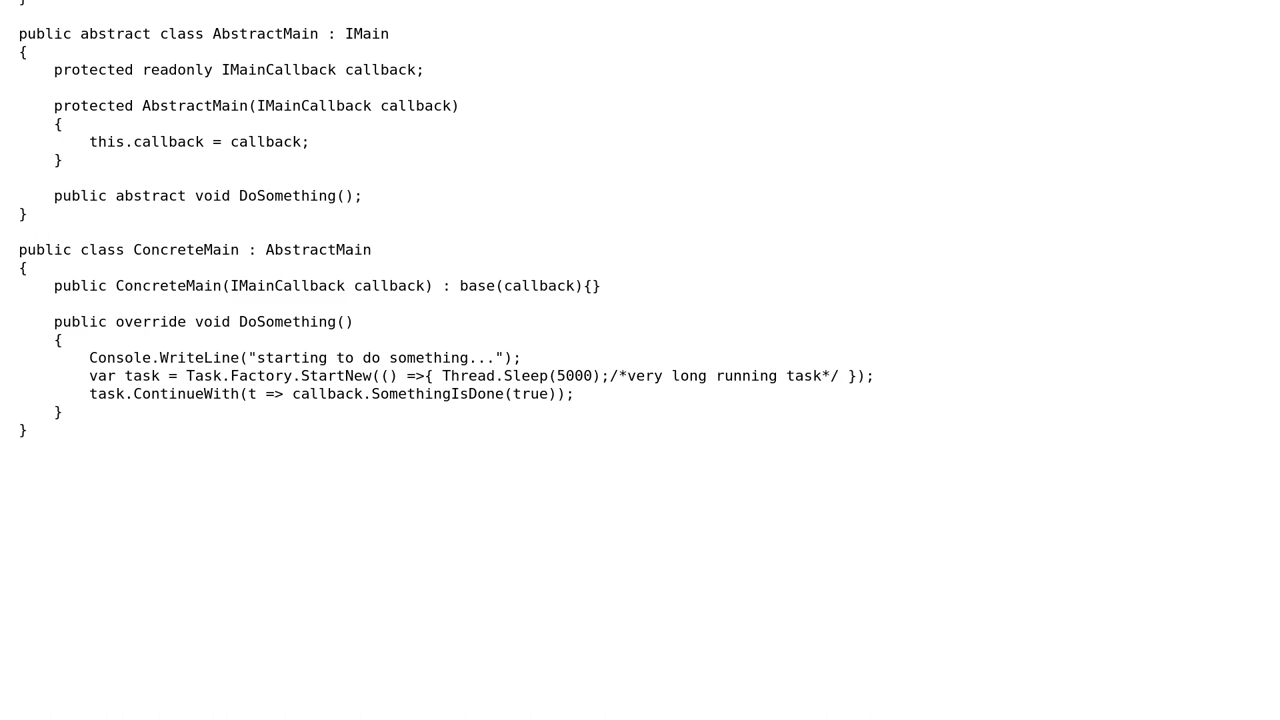 }
public abstract class AbstractMain : IMain
{
    protected readonly IMainCallback callback;
    protected AbstractMain(IMainCallback callback)
    {
        this.callback = callback;
    }
    public abstract void DoSomething();
}
public class ConcreteMain : AbstractMain
{
    public ConcreteMain(IMainCallback callback) : base(callback){}
    public override void DoSomething()
    {
        Console.WriteLine("starting to do something...");
        var task = Task.Factory.StartNew(() =>{ Thread.Sleep(5000);/*very long running task*/ });
        task.ContinueWith(t => callback.SomethingIsDone(true));
    }
}